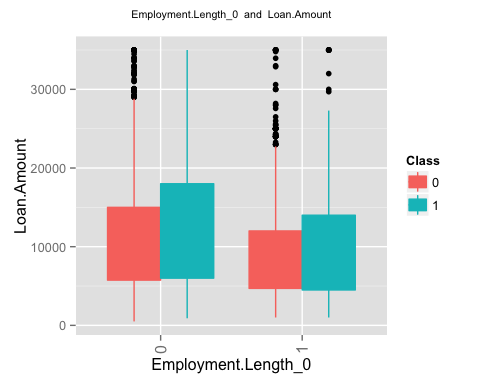 Employment.Length_0 and Loan.Amount
Loan.Amount
30000
20000
10000
0
0
1
Employment.Length_0
Class
0
1